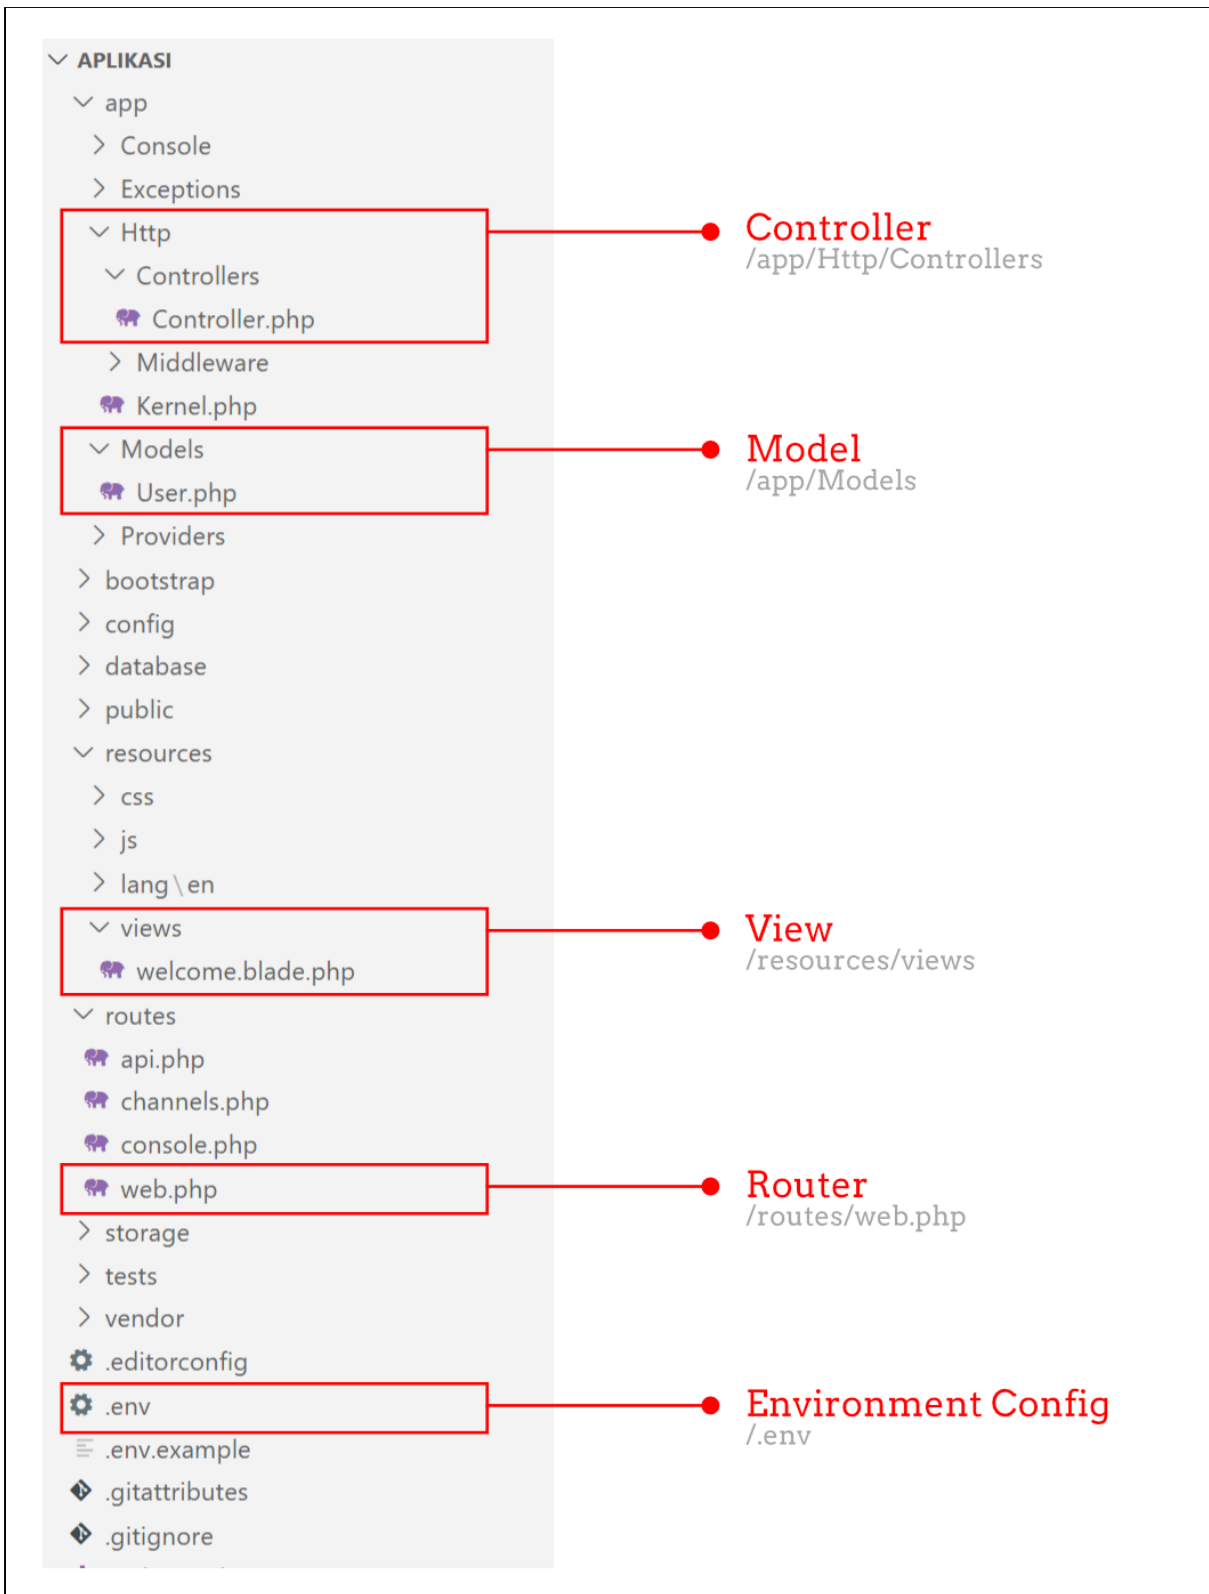 APLIKASI
app
Console
Exceptions
Http
Controller
/app/Http/Controllers
Controllers
Controller.php
Middleware
Kernel.php
Models
Model
/app/Models
User.php
Providers
bootstrap
config
database
public
resources
css
js
lang\en
views
View
/resources/views
welcome.blade.php
routes
api.php
channels.php
console.php
web.php
Router
/routes/web.php
storage
tests
vendor
.editorconfig
.env
Environment Config
/.env
.env.example
.gitattributes
.gitignore